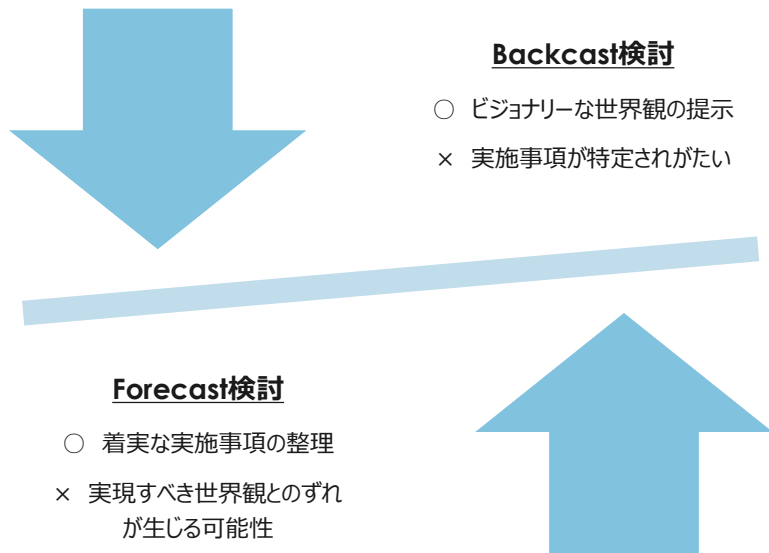 Backcast検討
○ ビジョナリーな世界観の提示
× 実施事項が特定されがたい
Forecast検討
○ 着実な実施事項の整理
× 実現すべき世界観とのずれ
が生じる可能性